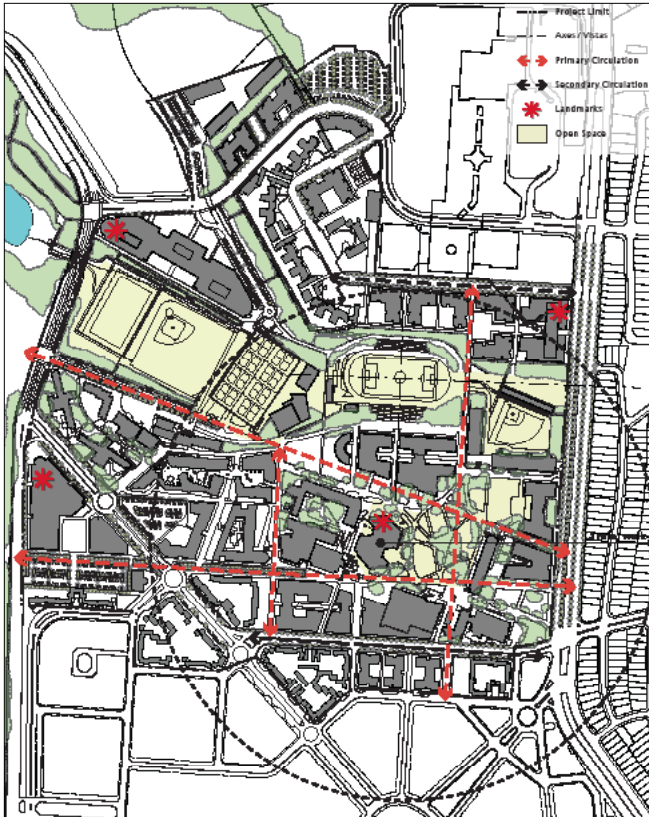 Project Limit
Axes / Vistas
Primary Circulation
Secondary Circulation
Landmarks
Open Space